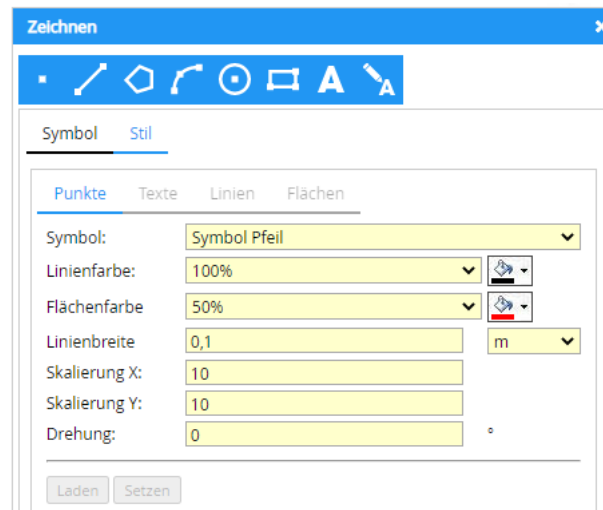 Zeichnen
A A
Symbol Stil
Punkte Texte Linien Flächen
Symbol: Symbol Pfeil
Linienfarbe: 100%
Flächenfarbe 50%
Linienbreite 0,1 m
Skalierung X: 10
Skalierung Y: 10
Drehung: 0 °
Laden Setzen